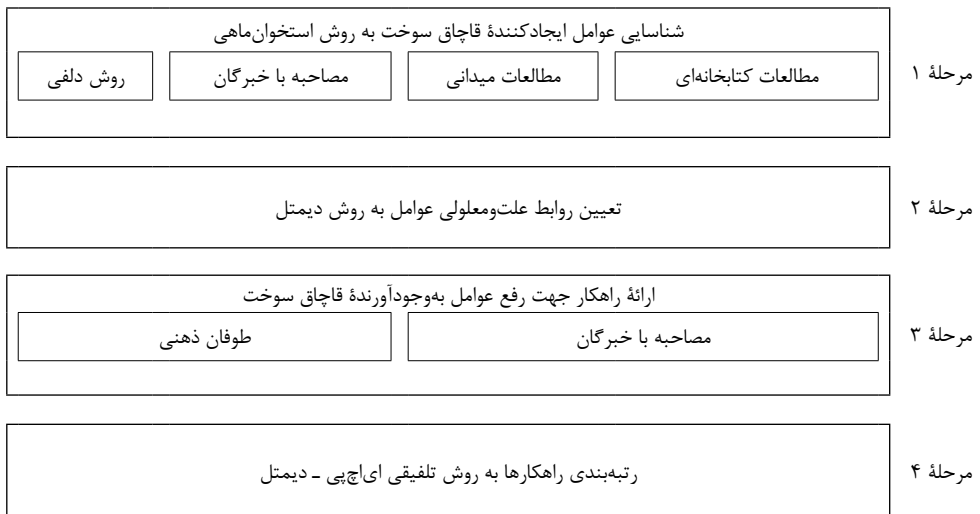 شناسایی عوامل ایجادکنندهٔ قاچاق سوخت به روش استخوان‌ماهی
مرحلهٔ ۱
مطالعات کتابخانه‌ای
مطالعات میدانی
مصاحبه با خبرگان
روش دلفی
مرحلهٔ ۲
تعیین روابط علت‌ومعلولی عوامل به روش دیمتل
ارائهٔ راهکار جهت رفع عوامل به‌وجودآورندهٔ قاچاق سوخت
مرحلهٔ ۳
مصاحبه با خبرگان
طوفان ذهنی
مرحلهٔ ۴
رتبه‌بندی راهکارها به روش تلفیقی ای‌اچ‌پی ـ دیمتل